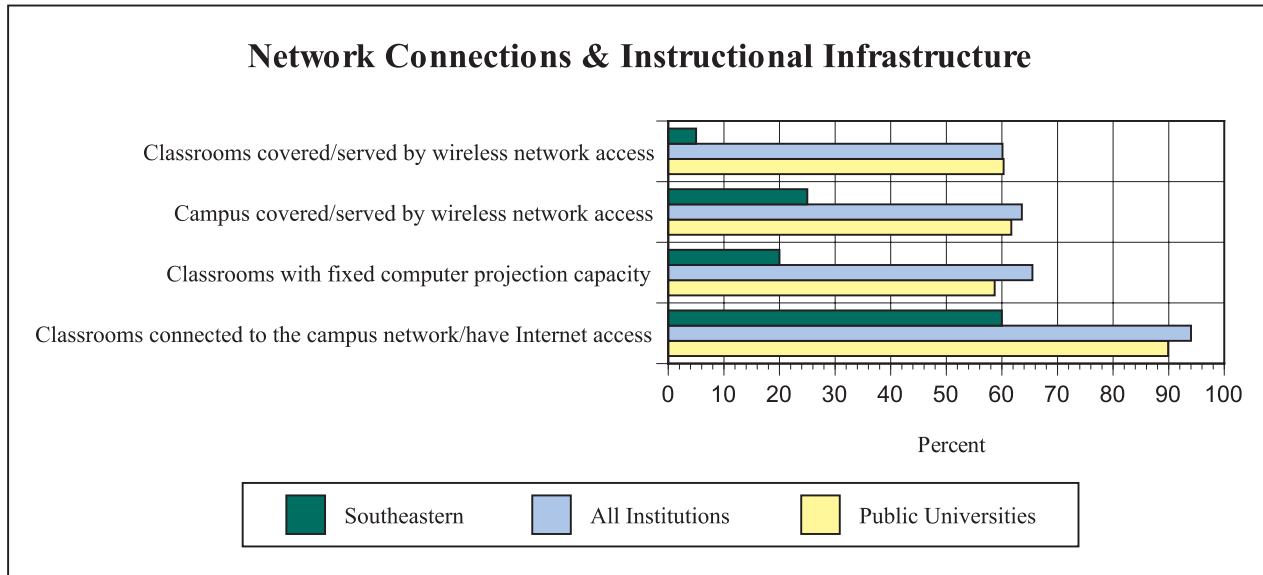 Network Connections & Instructional Infrastructure
Classrooms covered/served by wireless network access
Campus covered/served by wireless network access
Classrooms with fixed computer projection capacity
Classrooms connected to the campus network/have Internet access
0 10 20 30 40 50 60 70 80 90 100
Percent
Southeastern All Institutions Public Universities